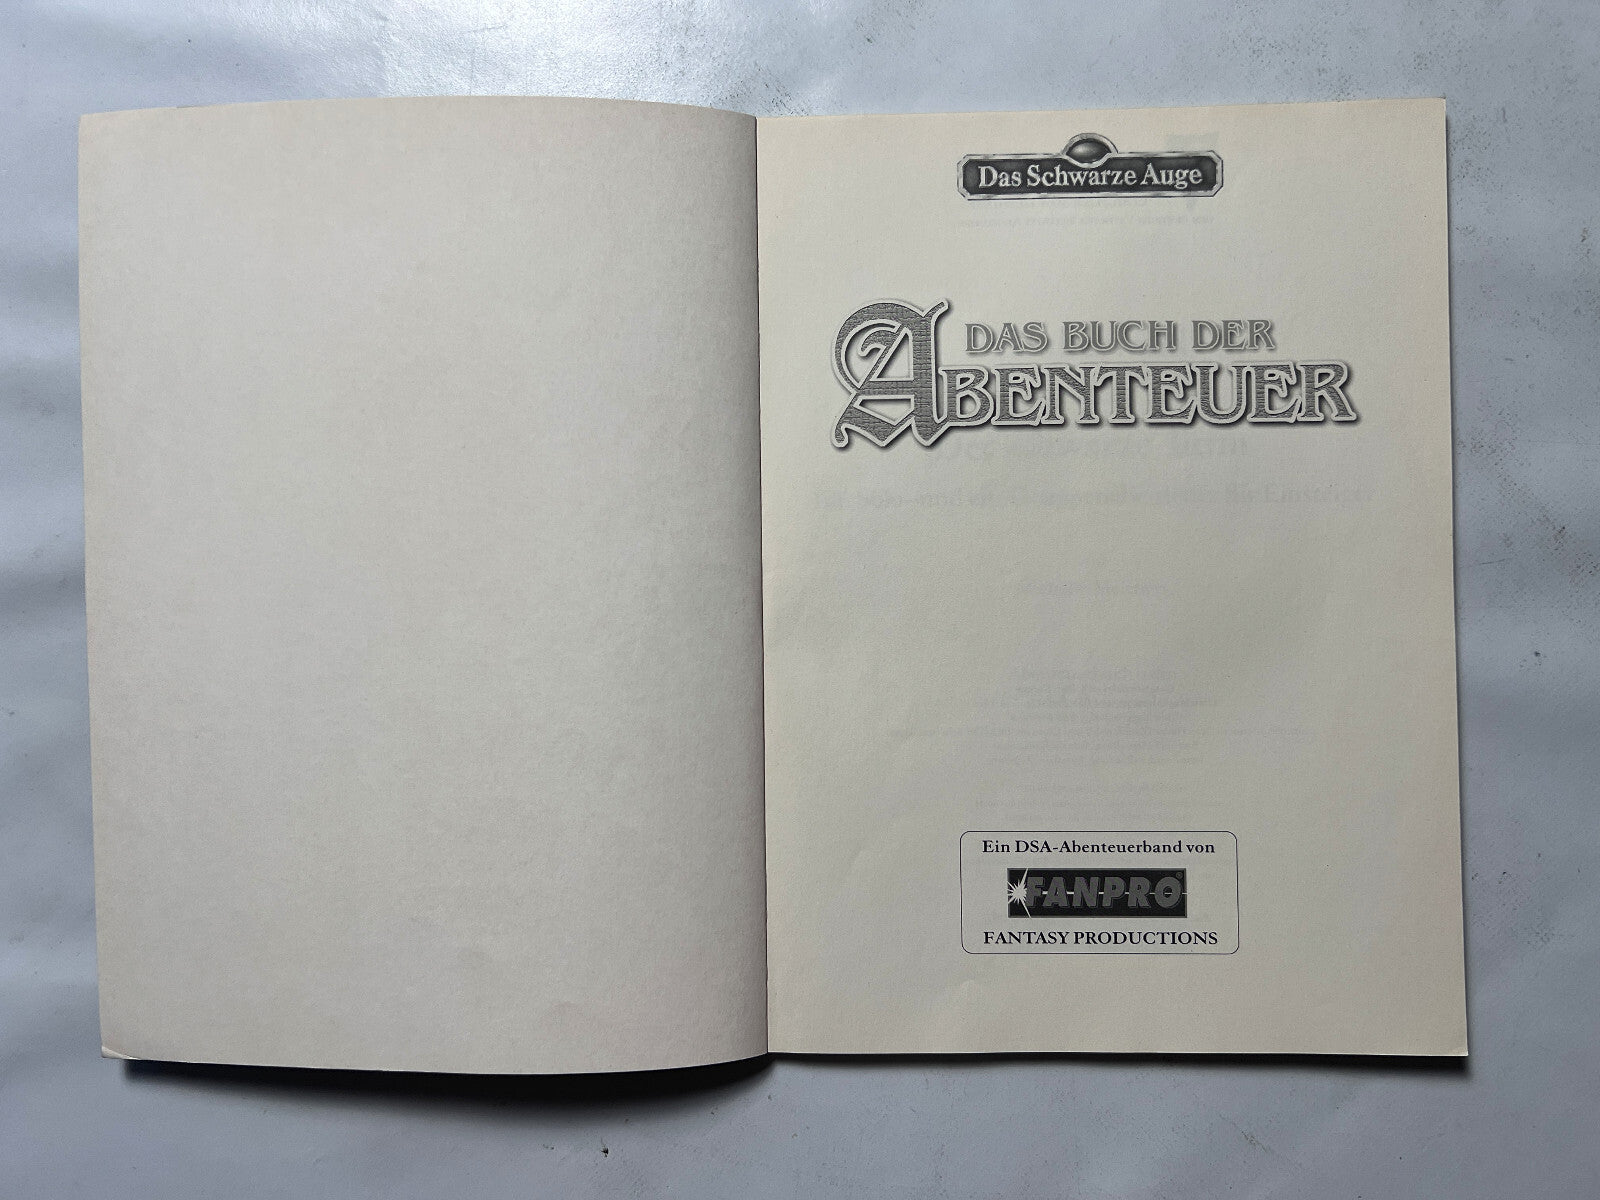 Das Schwarze Auge
DAS BUCH DER
ABENTEUER
Ein DSA-Abenteuerband von
FANPRO®
FANTASY PRODUCTIONS